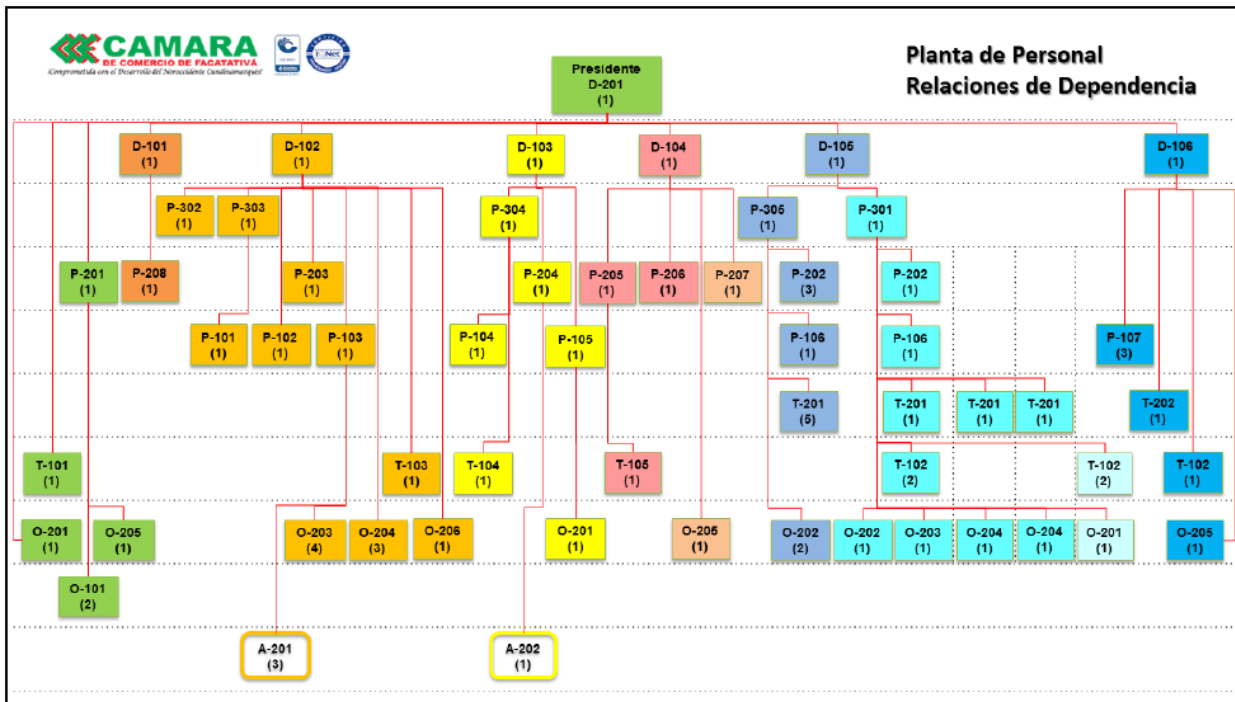 CAMARA
DE COMERCIO DE FACATATIVÁ
¡Comprometida con el Desarrollo del Noroccidente Cundinamarqués!
Planta de Personal
Relaciones de Dependencia
Presidente
D-201
(1)
D-101
(1)
D-102
(1)
D-103
(1)
D-104
(1)
D-105
(1)
D-106
(1)
P-302
(1)
P-303
(1)
P-304
(1)
P-305
(1)
P-301
(1)
P-201
(1)
P-208
(1)
P-203
(1)
P-204
(1)
P-205
(1)
P-206
(1)
P-207
(1)
P-202
(3)
P-202
(1)
P-101
(1)
P-102
(1)
P-103
(1)
P-104
(1)
P-105
(1)
P-106
(1)
P-106
(1)
P-107
(3)
T-201
(5)
T-201
(1)
T-201
(1)
T-201
(1)
T-202
(1)
T-101
(1)
T-103
(1)
T-104
(1)
T-105
(1)
T-102
(2)
T-102
(2)
T-102
(1)
O-201
(1)
O-205
(1)
O-203
(4)
O-204
(3)
O-206
(1)
O-201
(1)
O-205
(1)
O-202
(2)
O-202
(1)
O-203
(1)
O-204
(1)
O-204
(1)
O-201
(1)
O-205
(1)
O-101
(2)
A-201
(3)
A-202
(1)